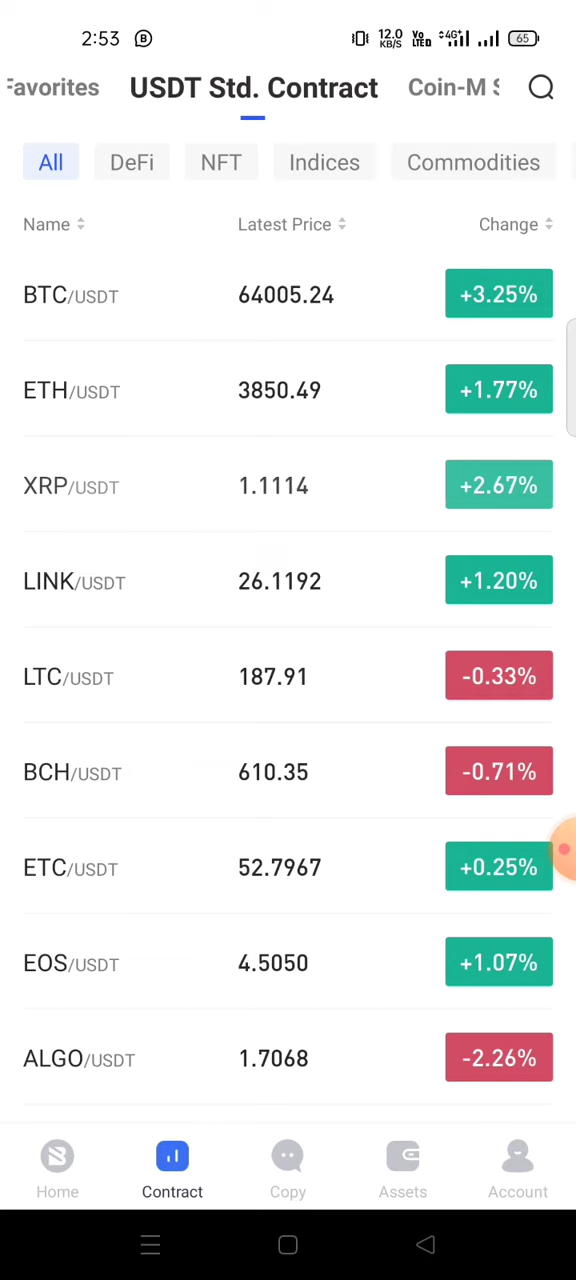 2:53 B 12.0 KB/S Vo LTE D 4G+ 65
Favorites USDT Std. Contract Coin-M S
All DeFi NFT Indices Commodities
Name Latest Price Change
BTC/USDT 64005.24 +3.25%
ETH/USDT 3850.49 +1.77%
XRP/USDT 1.1114 +2.67%
LINK/USDT 26.1192 +1.20%
LTC/USDT 187.91 -0.33%
BCH/USDT 610.35 -0.71%
ETC/USDT 52.7967 +0.25%
EOS/USDT 4.5050 +1.07%
ALGO/USDT 1.7068 -2.26%
Home Contract Copy Assets Account